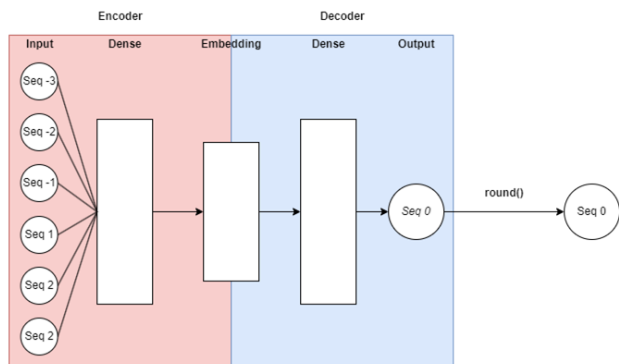 Encoder Decoder
Input Dense Embedding Dense Output
Seq -3
Seq -2
Seq -1
Seq 1
Seq 2
Seq 2
Seq 0
round()
Seq 0